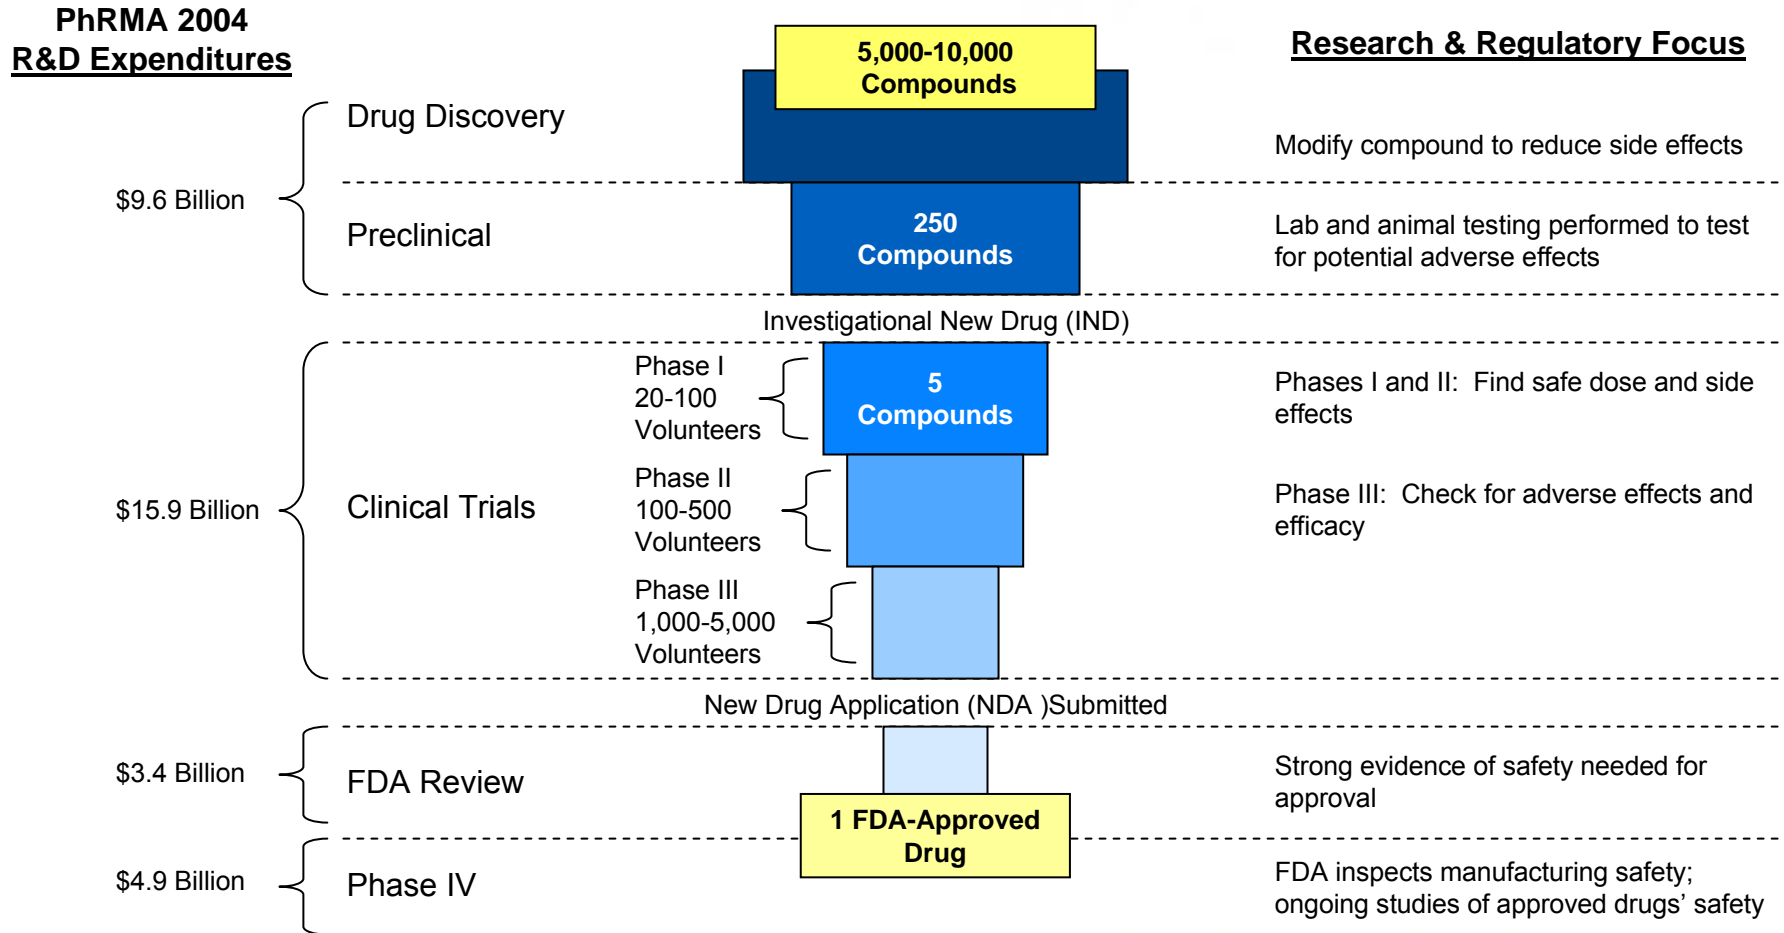 PhRMA 2004
R&D Expenditures
5,000-10,000
Compounds
Research & Regulatory Focus
Drug Discovery
Modify compound to reduce side effects
$9.6 Billion
Preclinical
250
Compounds
Lab and animal testing performed to test
for potential adverse effects
Investigational New Drug (IND)
Phase I
20-100
Volunteers
5
Compounds
Phases I and II:  Find safe dose and side
effects
$15.9 Billion
Clinical Trials
Phase II
100-500
Volunteers
Phase III:  Check for adverse effects and
efficacy
Phase III
1,000-5,000
Volunteers
New Drug Application (NDA )Submitted
$3.4 Billion
FDA Review
Strong evidence of safety needed for
approval
1 FDA-Approved
Drug
$4.9 Billion
Phase IV
FDA inspects manufacturing safety;
ongoing studies of approved drugs’ safety